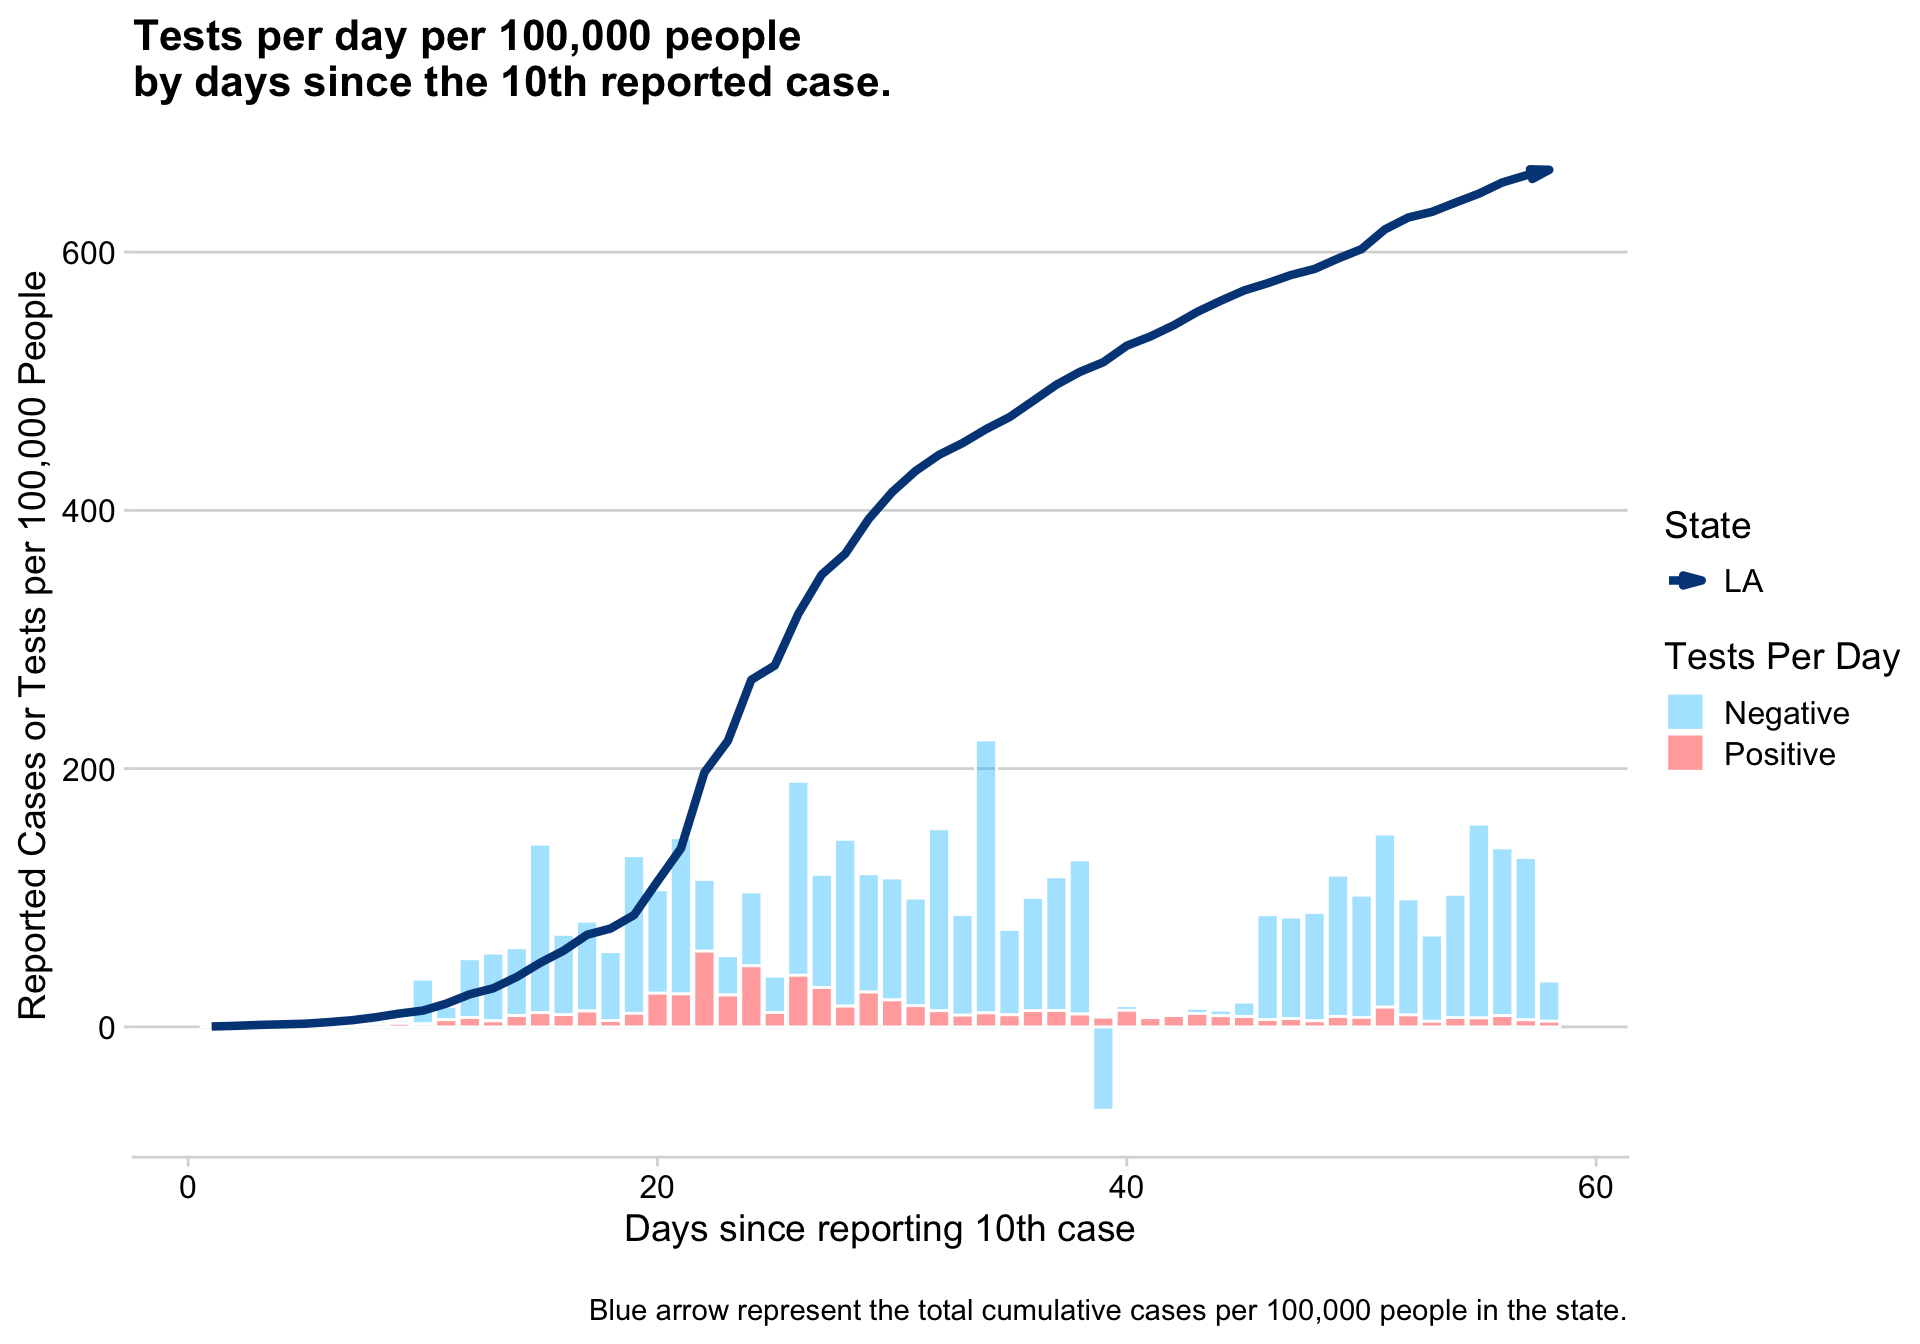 Tests per day per 100,000 people
by days since the 10th reported case.
Reported Cases or Tests per 100,000 People
600
400
200
0
0
20
40
60
Days since reporting 10th case
State
LA
Tests Per Day
Negative
Positive
Blue arrow represent the total cumulative cases per 100,000 people in the state.